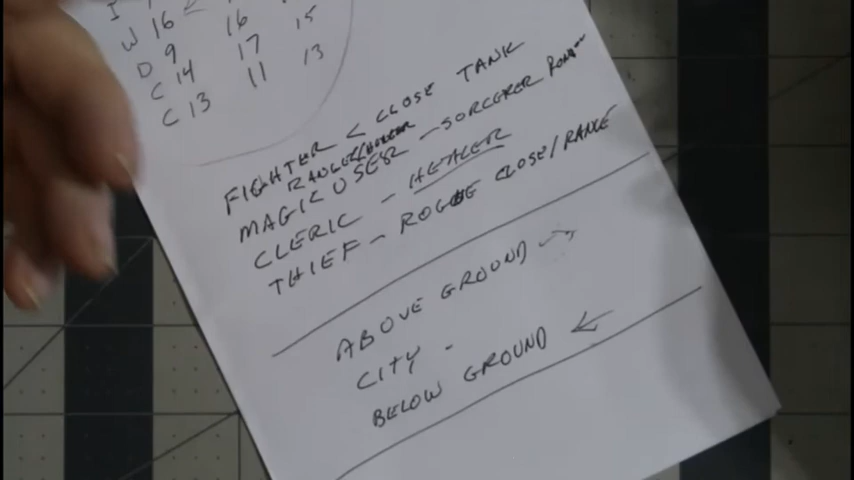 I
W 16 < 16
D 9 17 15
C 14 11 13
C 13
FIGHTER < CLOSE TANK
RANGER/HUNTER
MAGIC USER - SORCERER
CLERIC - HEALER
THIEF - ROGUE CLOSE/RANGE
ABOVE GROUND
CITY -
BELOW GROUND ←